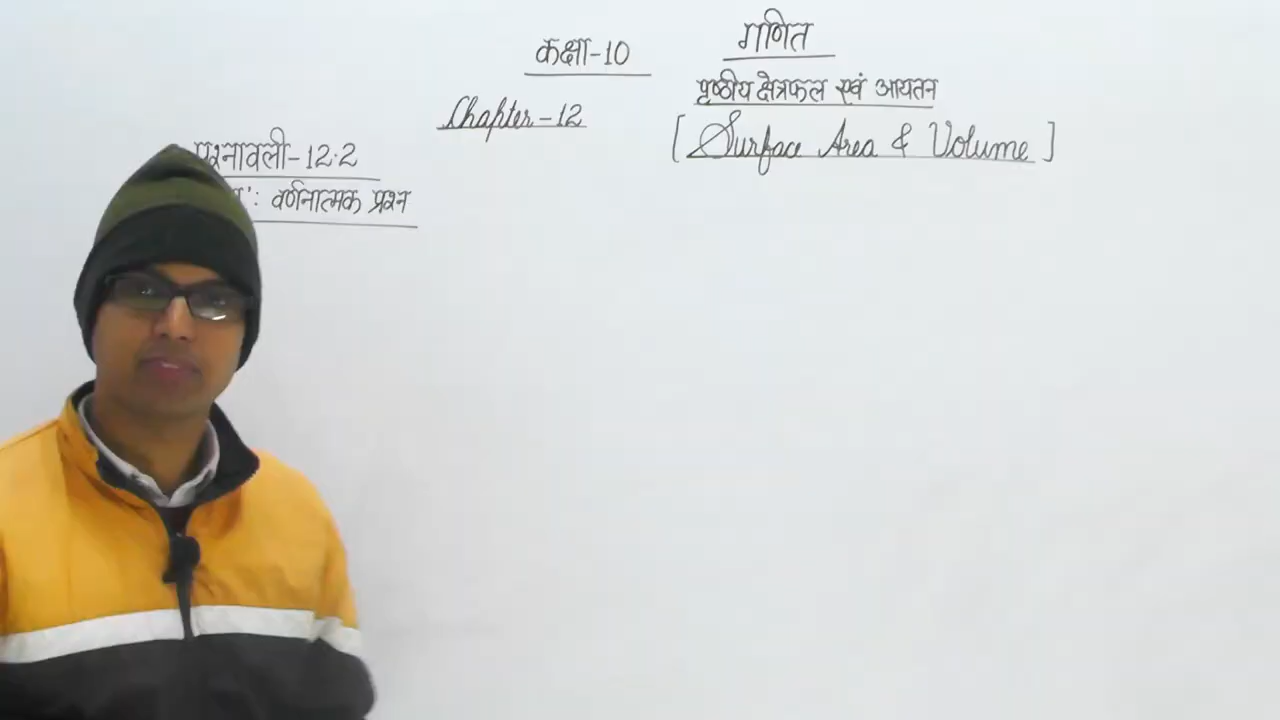 गणित
कक्षा-10
पृष्ठीय क्षेत्रफल एवं आयतन
Chapter-12
[Surface Area & Volume]
प्रश्नावली-12.2
: वर्णनात्मक प्रश्न